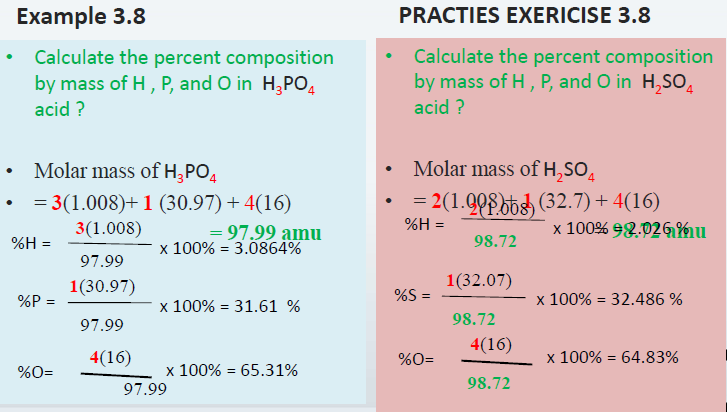 Example 3.8
• Calculate the percent composition
by mass of H , P, and O in H₃PO₄
acid ?
• Molar mass of H₃PO₄
• = 3(1.008)+ 1 (30.97) + 4(16)
= 97.99 amu
%H = 3(1.008) / 97.99 x 100% = 3.0864%
%P = 1(30.97) / 97.99 x 100% = 31.61 %
%O= 4(16) / 97.99 x 100% = 65.31%
PRACTIES EXERICISE 3.8
• Calculate the percent composition
by mass of H , P, and O in H₂SO₄
acid ?
• Molar mass of H₂SO₄
• = 2(1.008)+ 1 (32.7) + 4(16)
= 98.72 amu
%H = 2(1.008) / 98.72 x 100% = 2.026 %
%S = 1(32.07) / 98.72 x 100% = 32.486 %
%O= 4(16) / 98.72 x 100% = 64.83%